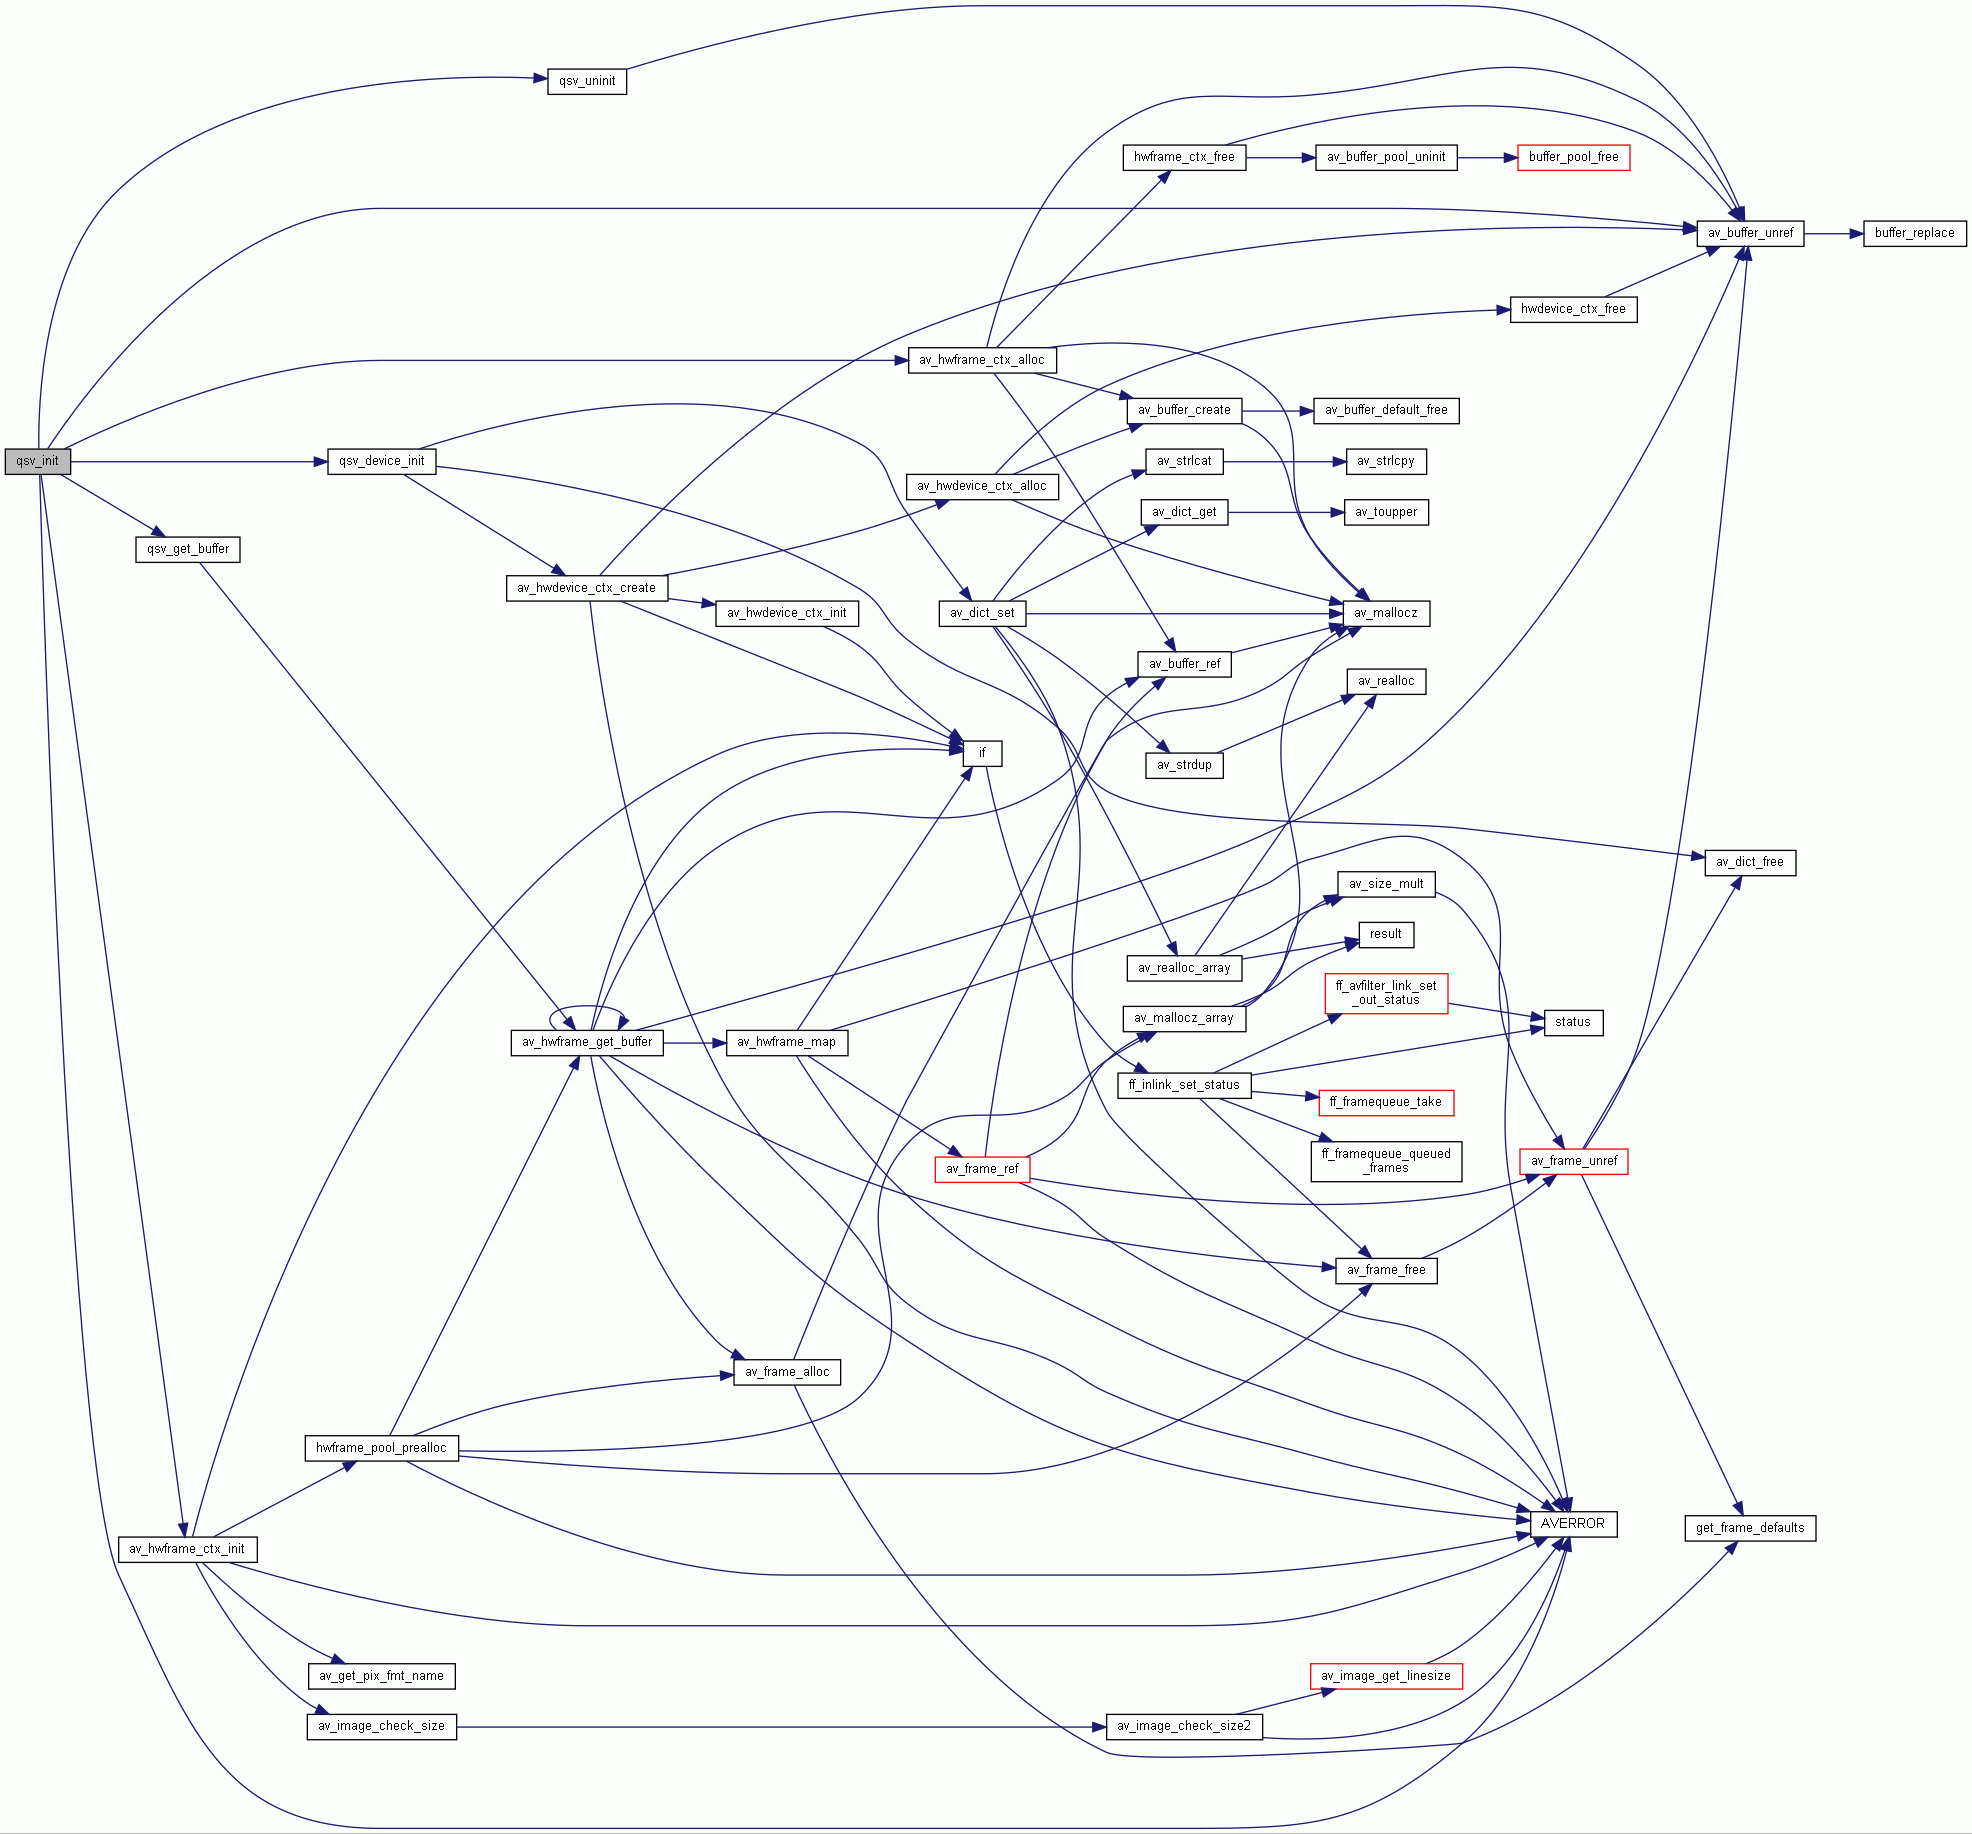 qsv_uninit
hwframe_ctx_free
av_buffer_pool_uninit
buffer_pool_free
av_buffer_unref
buffer_replace
hwdevice_ctx_free
av_hwframe_ctx_alloc
av_buffer_create
av_buffer_default_free
qsv_init
qsv_device_init
av_strlcat
av_strlcpy
av_hwdevice_ctx_alloc
av_dict_get
av_toupper
qsv_get_buffer
av_hwdevice_ctx_create
av_hwdevice_ctx_init
av_dict_set
av_mallocz
av_buffer_ref
av_realloc
if
av_strdup
av_dict_free
av_size_mult
result
av_realloc_array
ff_avfilter_link_set
_out_status
av_mallocz_array
status
av_hwframe_get_buffer
av_hwframe_map
ff_inlink_set_status
ff_framequeue_take
ff_framequeue_queued
_frames
av_frame_ref
av_frame_unref
av_frame_free
av_frame_alloc
hwframe_pool_prealloc
AVERROR
get_frame_defaults
av_hwframe_ctx_init
av_get_pix_fmt_name
av_image_get_linesize
av_image_check_size
av_image_check_size2